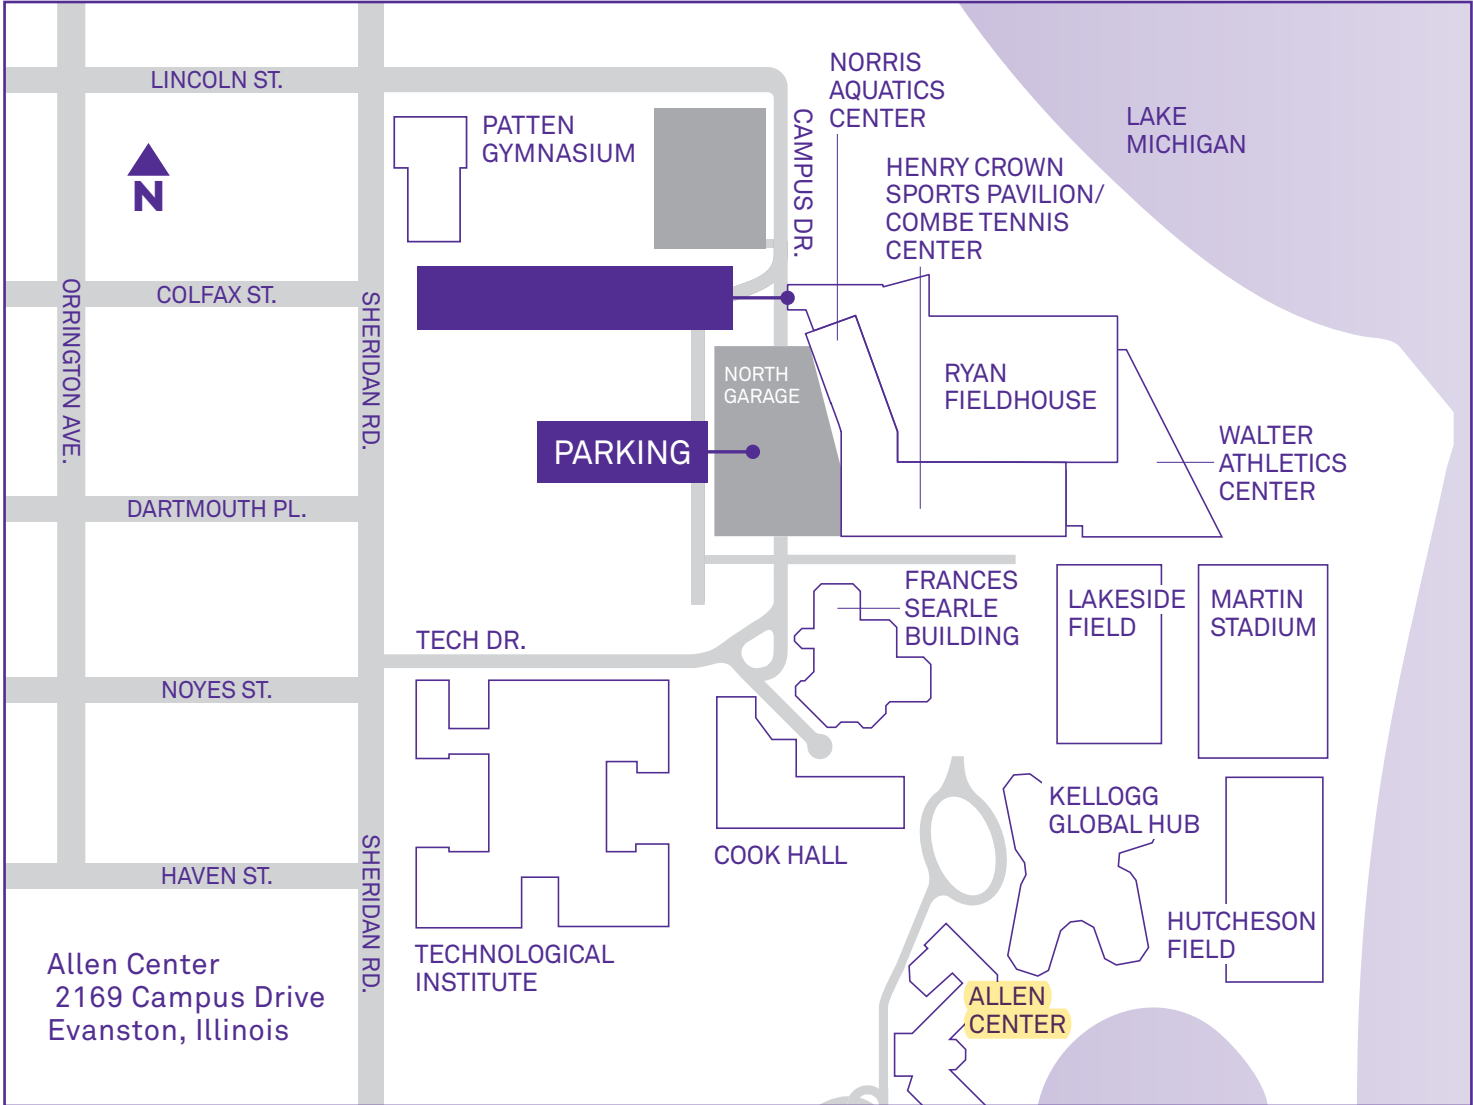 LINCOLN ST.
PATTEN
GYMNASIUM
CAMPUS DR.
NORRIS
AQUATICS
CENTER
LAKE
MICHIGAN
HENRY CROWN
SPORTS PAVILION/
COMBE TENNIS
CENTER
N
ORRINGTON AVE.
COLFAX ST.
SHERIDAN RD.
NORTH
GARAGE
RYAN
FIELDHOUSE
PARKING
WALTER
ATHLETICS
CENTER
DARTMOUTH PL.
FRANCES
SEARLE
BUILDING
LAKESIDE
FIELD
MARTIN
STADIUM
TECH DR.
NOYES ST.
KELLOGG
GLOBAL HUB
COOK HALL
HAVEN ST.
SHERIDAN RD.
HUTCHESON
FIELD
TECHNOLOGICAL
INSTITUTE
ALLEN
CENTER
Allen Center
2169 Campus Drive
Evanston, Illinois